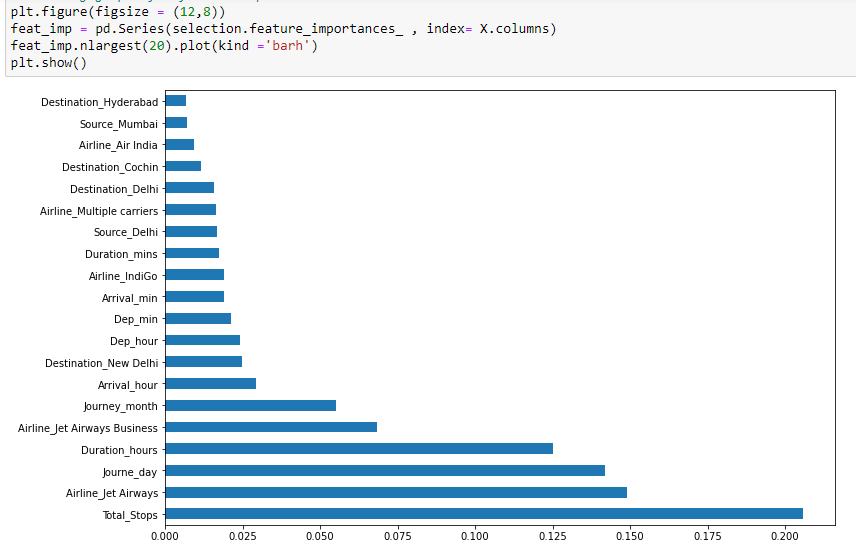 plt.figure(figsize = (12,8))
feat_imp = pd.Series(selection.feature_importances_ , index= X.columns)
feat_imp.nlargest(20).plot(kind ='barh')
plt.show()
Destination_Hyderabad
Source_Mumbai
Airline_Air India
Destination_Cochin
Destination_Delhi
Airline_Multiple carriers
Source_Delhi
Duration_mins
Airline_IndiGo
Arrival_min
Dep_min
Dep_hour
Destination_New Delhi
Arrival_hour
Journey_month
Airline_Jet Airways Business
Duration_hours
Journe_day
Airline_Jet Airways
Total_Stops
0.000 0.025 0.050 0.075 0.100 0.125 0.150 0.175 0.200